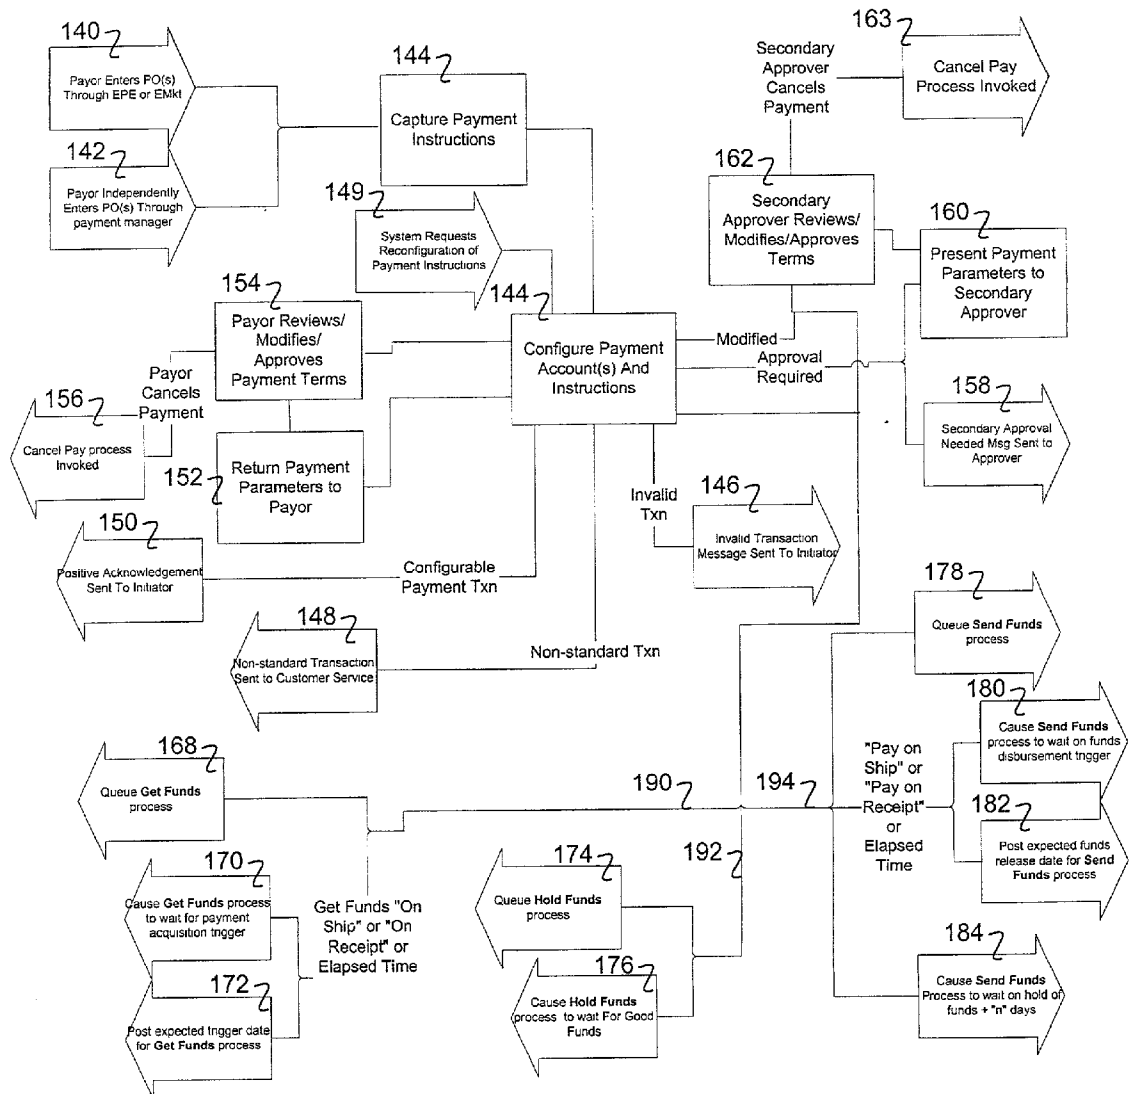 140
Payor Enters PO(s)
Through EPE or EMkt
142
Payor Independently
Enters PO(s) Through
payment manager
144
Capture Payment
Instructions
149
System Requests
Reconfiguration of
Payment Instructions
163
Cancel Pay
Process Invoked
Secondary
Approver
Cancels
Payment
162
Secondary
Approver Reviews/
Modifies/Approves
Terms
160
Present Payment
Parameters to
Secondary
Approver
154
Payor Reviews/
Modifies/
Approves
Payment Terms
144
Configure Payment
Account(s) And
Instructions
Modified
Approval
Required
Payor
Cancels
Payment
156
Cancel Pay process
Invoked
158
Secondary Approval
Needed Msg Sent to
Approver
152
Return Payment
Parameters to
Payor
Invalid
Txn
146
Invalid Transaction
Message Sent To Initiator
150
Positive Acknowledgement
Sent To Initiator
Configurable
Payment Txn
148
Non-standard Transaction
Sent to Customer Service
Non-standard Txn
178
Queue Send Funds
process
180
Cause Send Funds
process to wait on funds
disbursement trigger
"Pay on
Ship" or
"Pay on
Receipt"
or
Elapsed
Time
182
Post expected funds
release date for Send
Funds process
168
Queue Get Funds
process
190
194
192
170
Cause Get Funds process
to wait for payment
acquisition trigger
Get Funds "On
Ship" or "On
Receipt" or
Elapsed Time
172
Post expected trigger date
for Get Funds process
174
Queue Hold Funds
process
176
Cause Hold Funds
process to wait For Good
Funds
184
Cause Send Funds
Process to wait on hold of
funds + "n" days